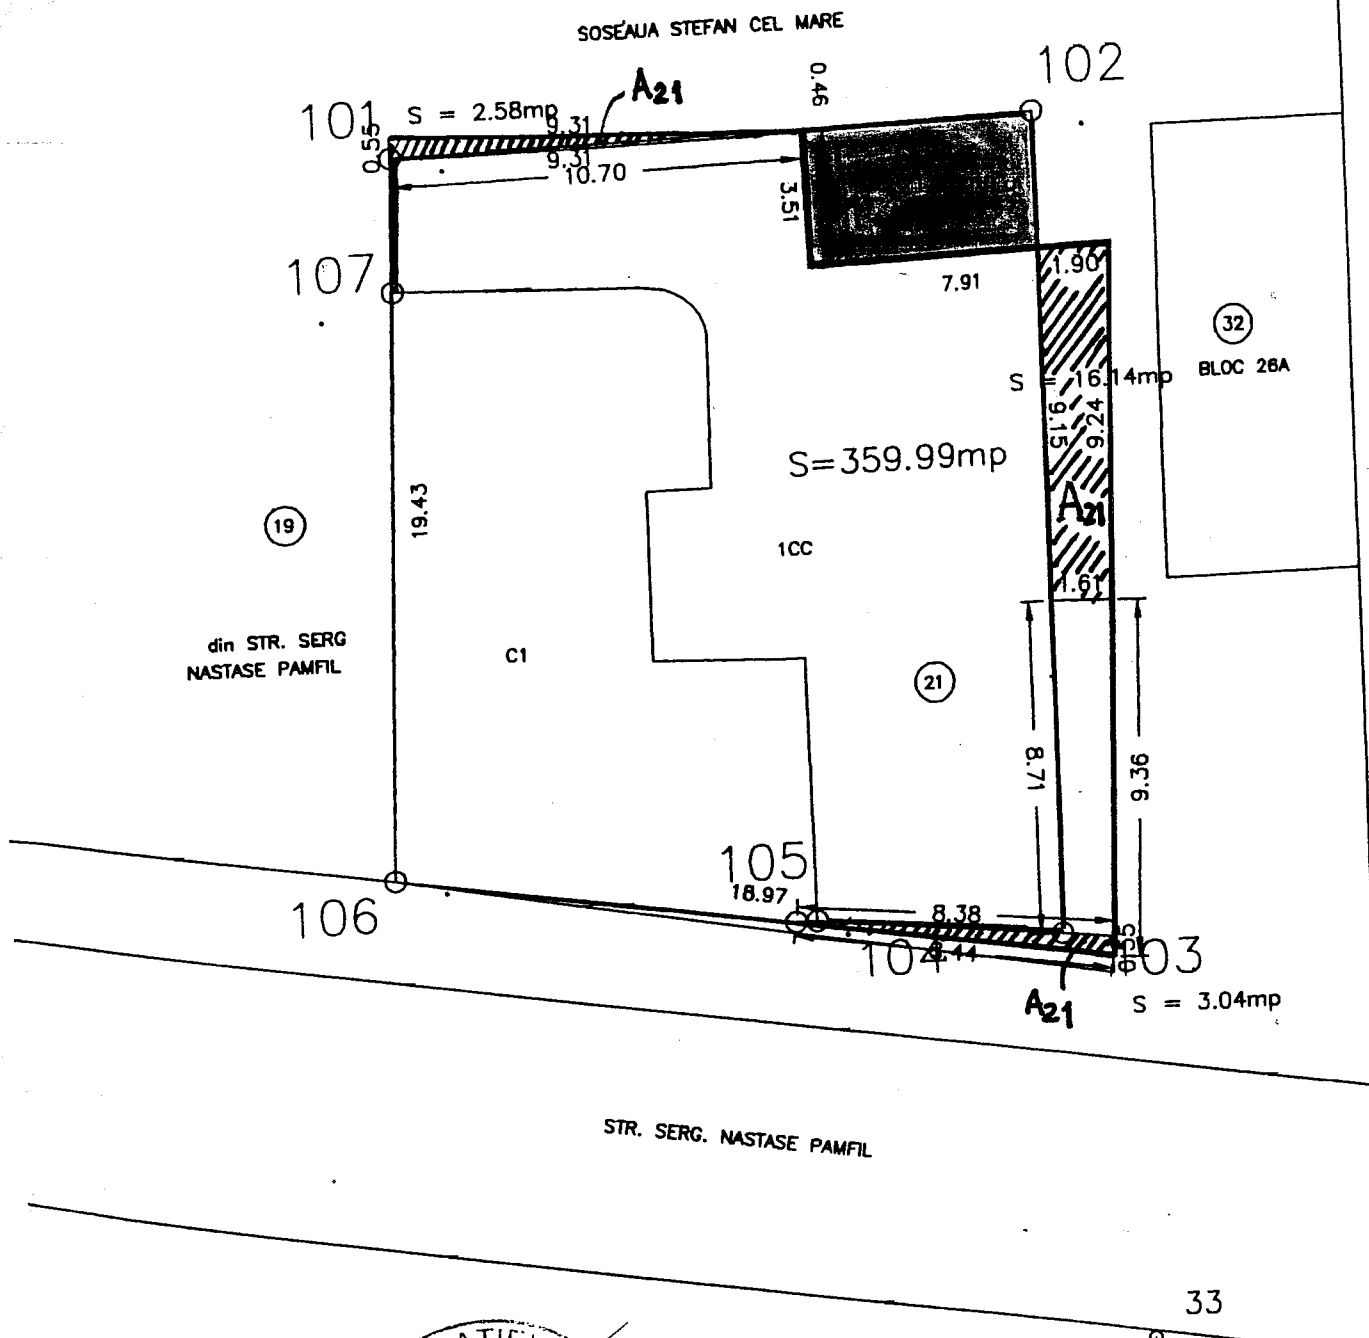 SOSEAUA STEFAN CEL MARE
102
0.46
A21
101
S = 2.58mp
9.31
0.55
9.31
10.70
3.51
107
1.90
7.91
32
BLOC 26A
S = 16.14mp
9.15
9.24
S=359.99mp
19.43
A21
19
1CC
1.61
din STR. SERG
NASTASE PAMFIL
C1
21
8.71
9.36
105
18.97
8.38
106
104
0.55
03
A21
S = 3.04mp
STR. SERG. NASTASE PAMFIL
33